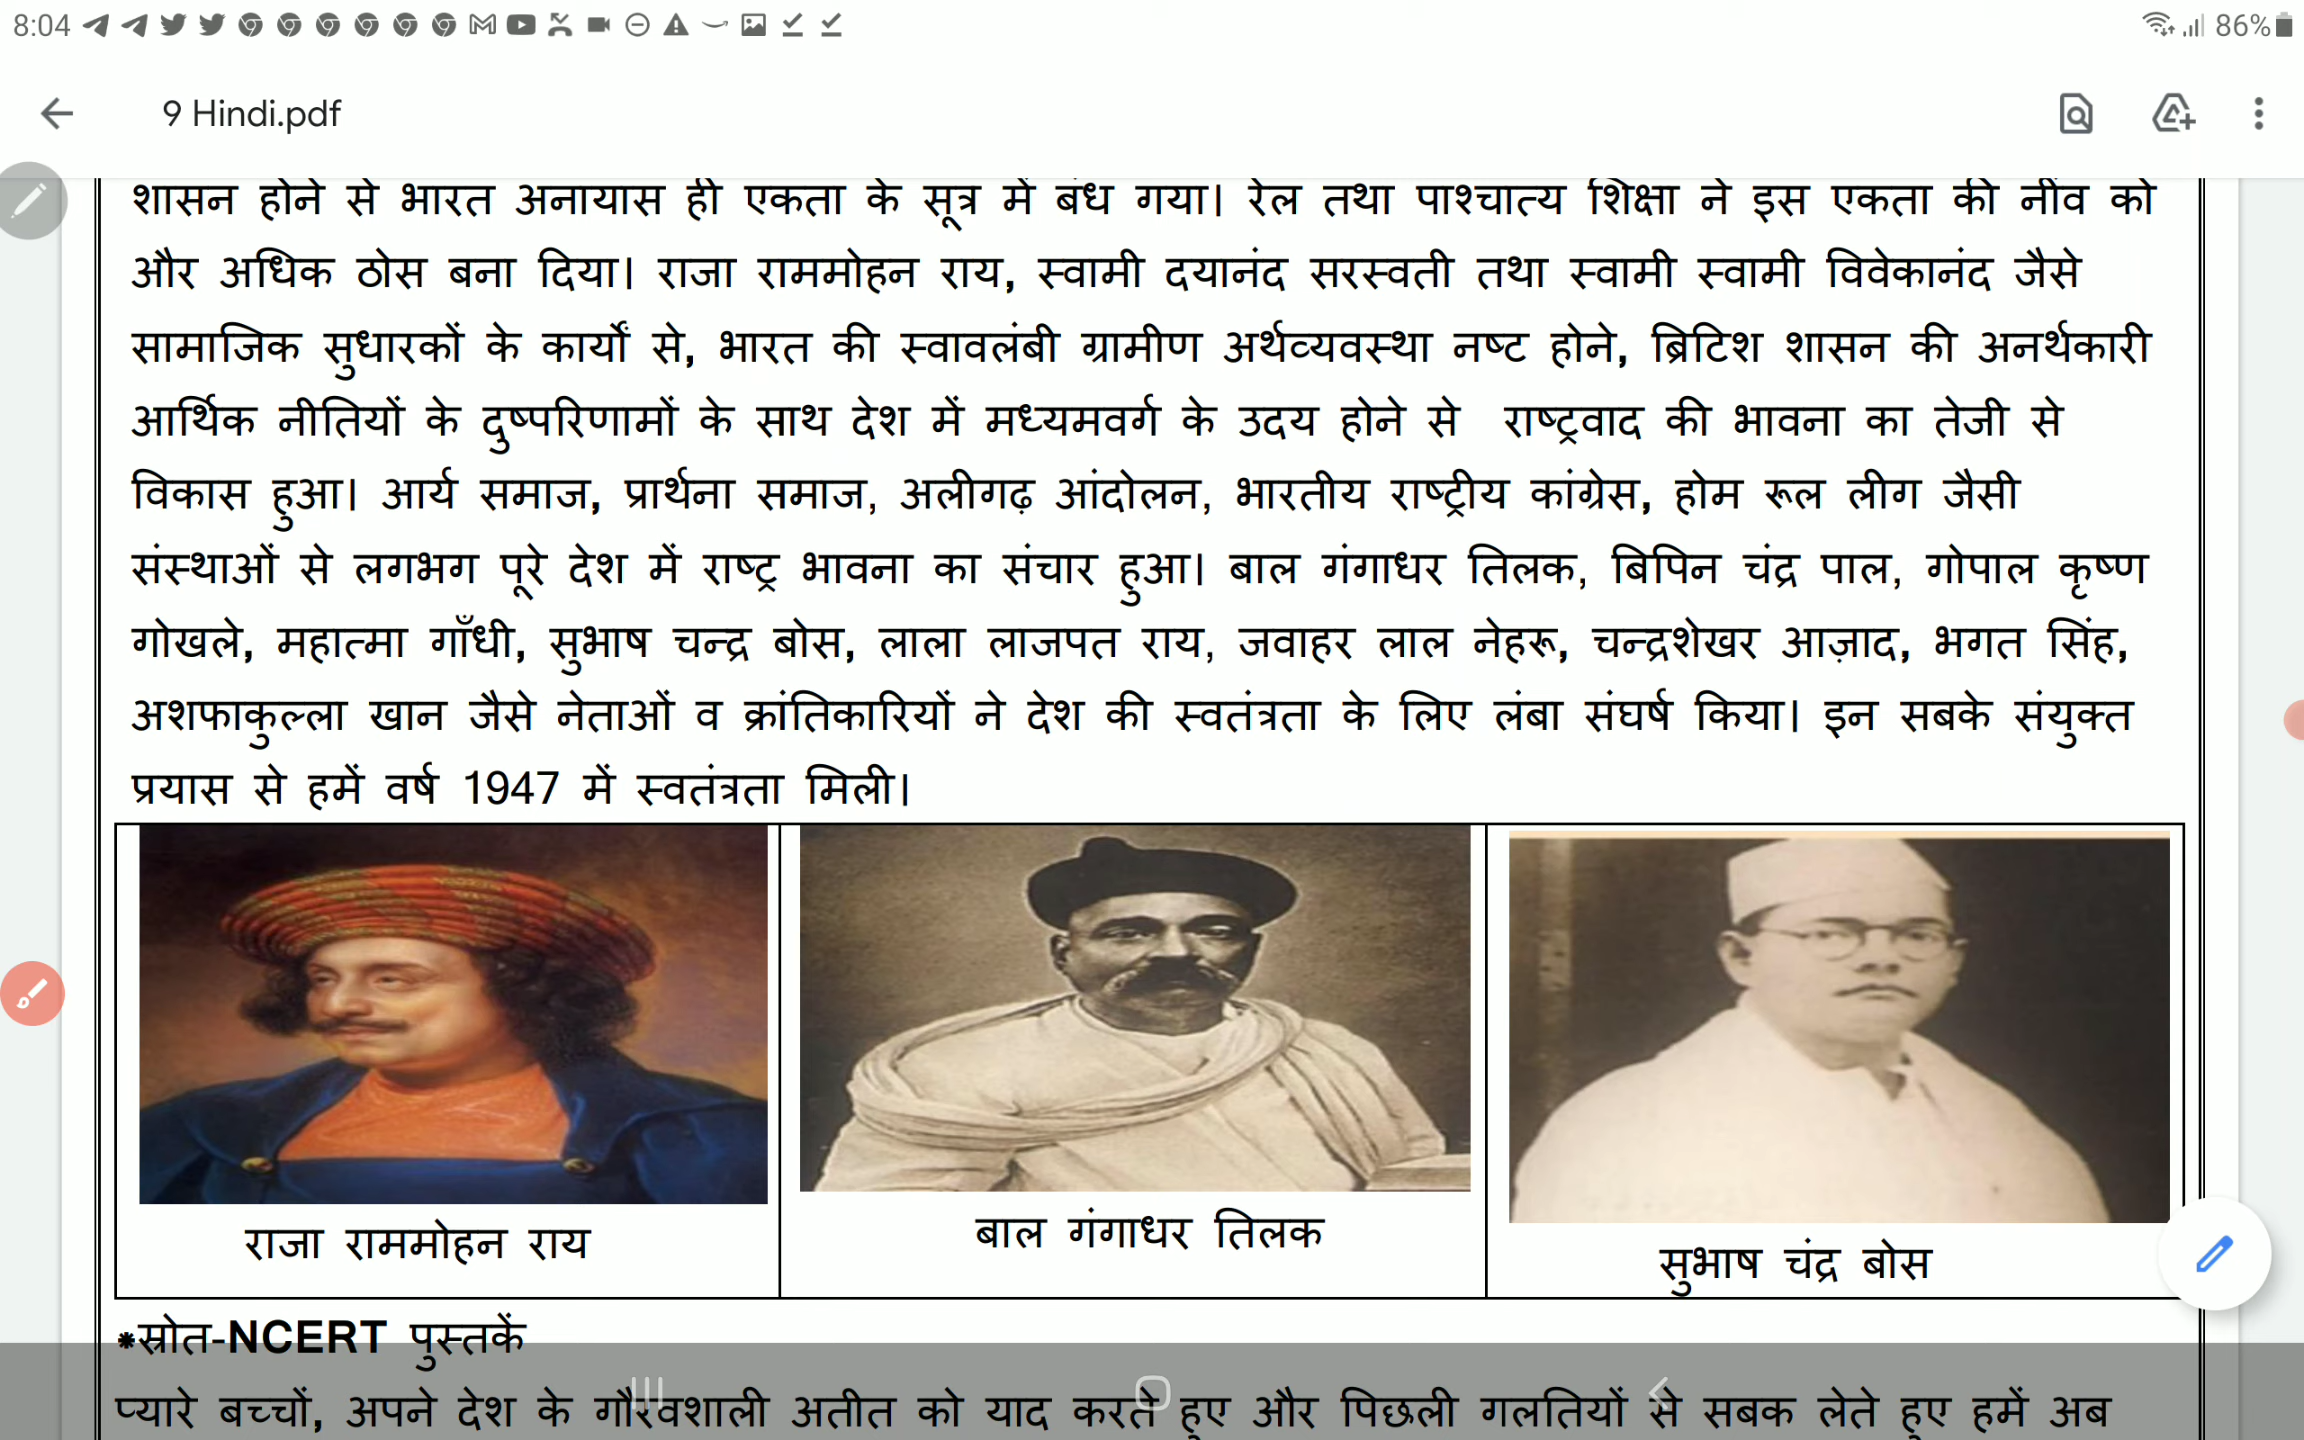 8:04
86%
9 Hindi.pdf
शासन होने से भारत अनायास ही एकता के सूत्र में बंध गया। रेल तथा पाश्चात्य शिक्षा ने इस एकता की नींव को
और अधिक ठोस बना दिया। राजा राममोहन राय, स्वामी दयानंद सरस्वती तथा स्वामी स्वामी विवेकानंद जैसे
सामाजिक सुधारकों के कार्यों से, भारत की स्वावलंबी ग्रामीण अर्थव्यवस्था नष्ट होने, ब्रिटिश शासन की अनर्थकारी
आर्थिक नीतियों के दुष्परिणामों के साथ देश में मध्यमवर्ग के उदय होने से राष्ट्रवाद की भावना का तेजी से
विकास हुआ। आर्य समाज, प्रार्थना समाज, अलीगढ़ आंदोलन, भारतीय राष्ट्रीय कांग्रेस, होम रूल लीग जैसी
संस्थाओं से लगभग पूरे देश में राष्ट्र भावना का संचार हुआ। बाल गंगाधर तिलक, बिपिन चंद्र पाल, गोपाल कृष्ण
गोखले, महात्मा गाँधी, सुभाष चन्द्र बोस, लाला लाजपत राय, जवाहर लाल नेहरू, चन्द्रशेखर आज़ाद, भगत सिंह,
अशफाकुल्ला खान जैसे नेताओं व क्रांतिकारियों ने देश की स्वतंत्रता के लिए लंबा संघर्ष किया। इन सबके संयुक्त
प्रयास से हमें वर्ष 1947 में स्वतंत्रता मिली।
राजा राममोहन राय
बाल गंगाधर तिलक
सुभाष चंद्र बोस
*स्रोत-NCERT पुस्तकें
प्यारे बच्चों, अपने देश के गौरवशाली अतीत को याद करते हुए और पिछली गलतियों से सबक लेते हुए हमें अब